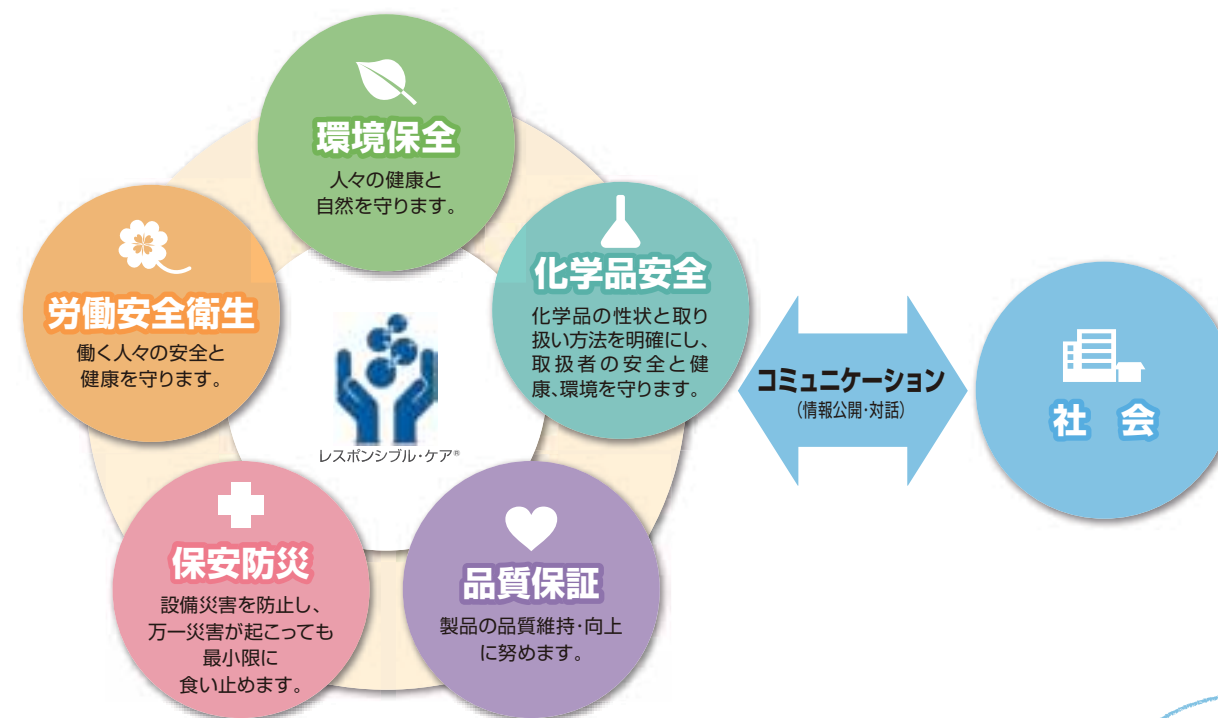 環境保全
人々の健康と
自然を守ります。
労働安全衛生
働く人々の安全と
健康を守ります。
化学品安全
化学品の性状と取り
扱い方法を明確にし、
取扱者の安全と健
康、環境を守ります。
レスポンシブル・ケア®
コミュニケーション
（情報公開・対話）
社 会
保安防災
設備災害を防止し、
万一災害が起こっても
最小限に
食い止めます。
品質保証
製品の品質維持・向上
に努めます。